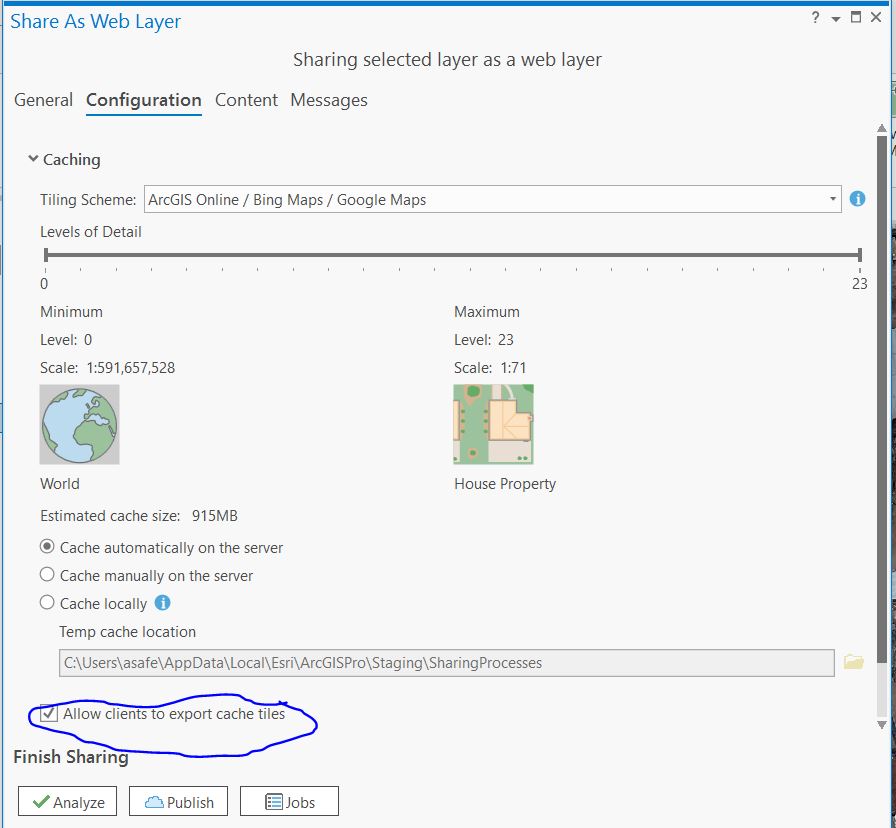 Share As Web Layer ?
Sharing selected layer as a web layer
General Configuration Content Messages
Caching
Tiling Scheme: ArcGIS Online / Bing Maps / Google Maps i
Levels of Detail
0 23
Minimum Maximum
Level: 0 Level: 23
Scale: 1:591,657,528 Scale: 1:71
World House Property
Estimated cache size: 915MB
Cache automatically on the server
Cache manually on the server
Cache locally i
Temp cache location
C:\Users\asafe\AppData\Local\Esri\ArcGISPro\Staging\SharingProcesses
Allow clients to export cache tiles
Finish Sharing
Analyze Publish Jobs